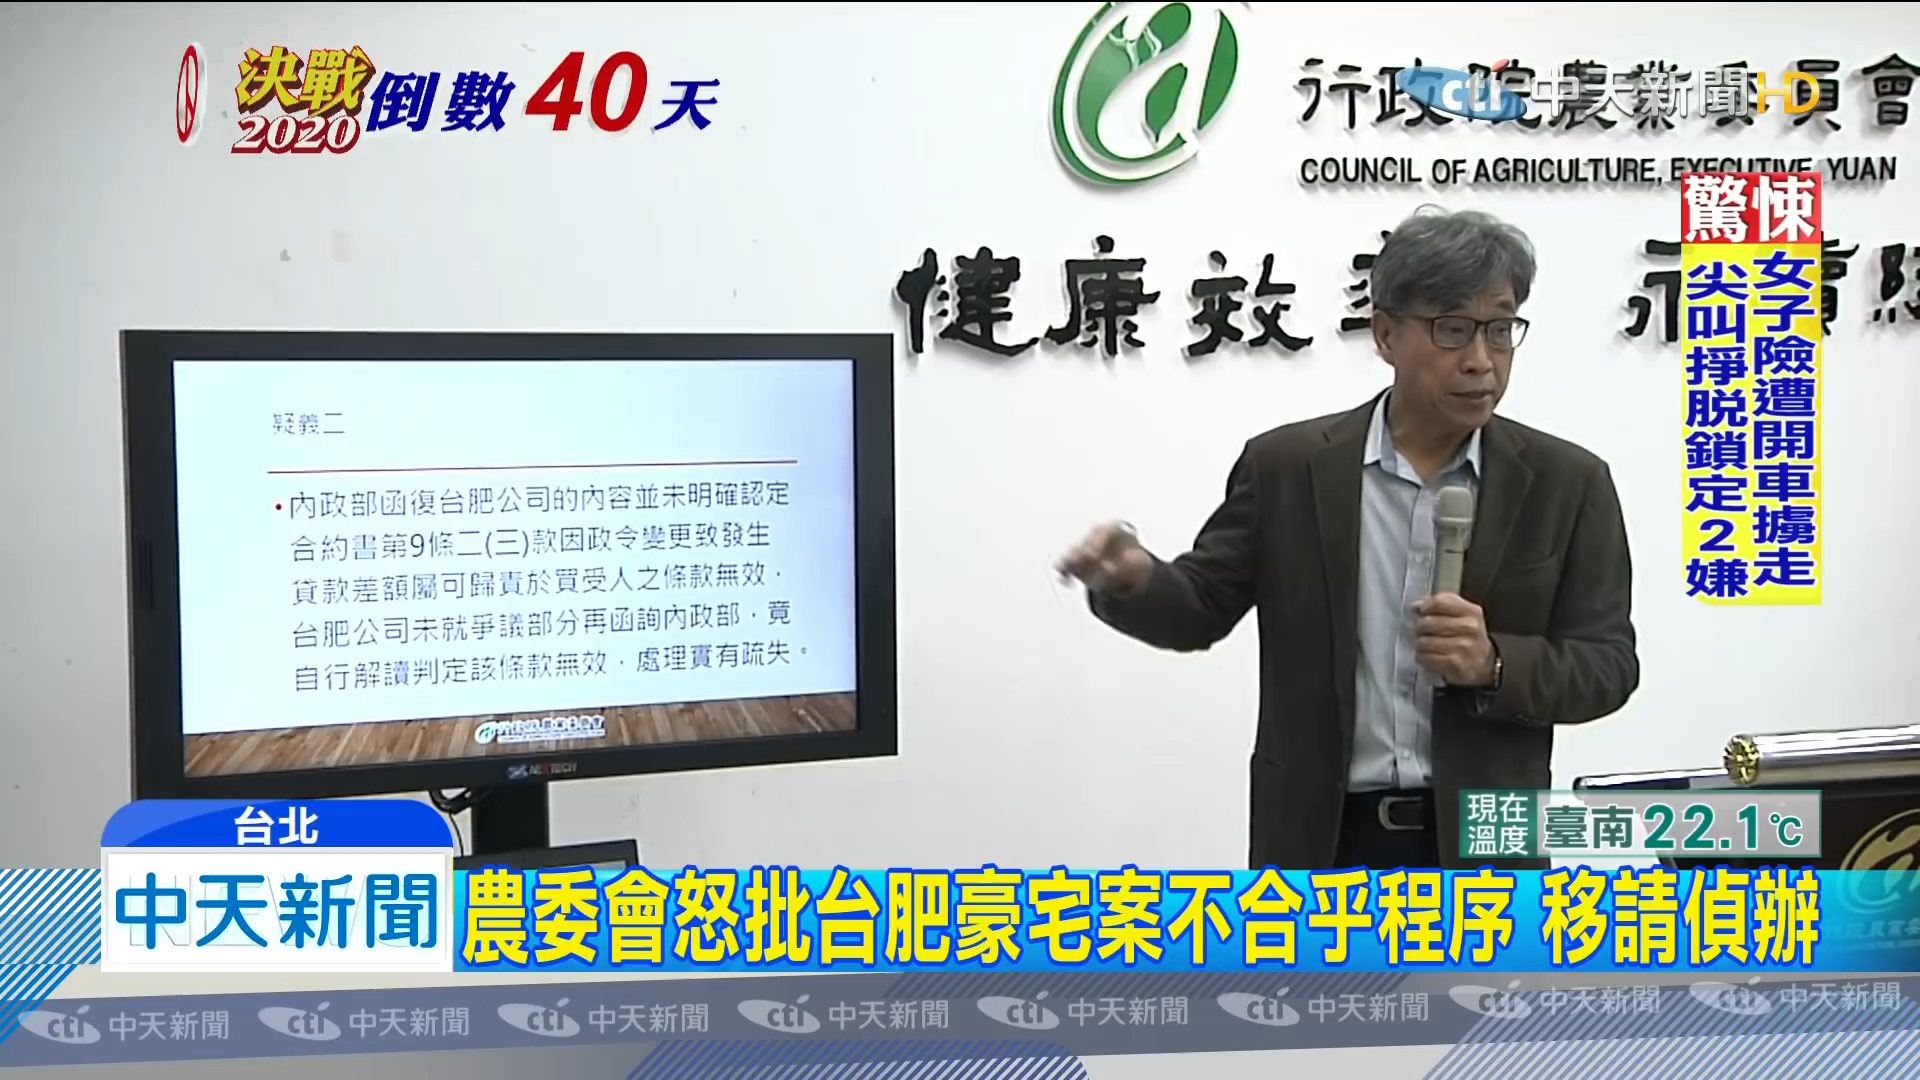 決戰
2020
倒數40天
行政院農業委員會
中天新聞HD
COUNCIL OF AGRICULTURE, EXECUTIVE YUAN
健康效率 永續
驚悚
女子險遭開車擄走
尖叫掙脫鎖定2嫌
疑義二
•內政部函復台肥公司的內容並未明確認定
合約書第9條二(三)款因政令變更致發生
貸款差額屬可歸責於買受人之條款無效，
台肥公司未就爭議部分再函詢內政部，竟
自行解讀判定該條款無效，處理實有疏失。
行政院農業委員會
NEXTECH
現在
溫度
臺南22.1℃
台北
中天新聞
農委會怒批台肥豪宅案不合乎程序 移請偵辦
cti 中天新聞 cti 中天新聞 cti 中天新聞 cti 中天新聞 cti 中天新聞 cti 中天新聞 cti 中天新聞 cti 中天新聞